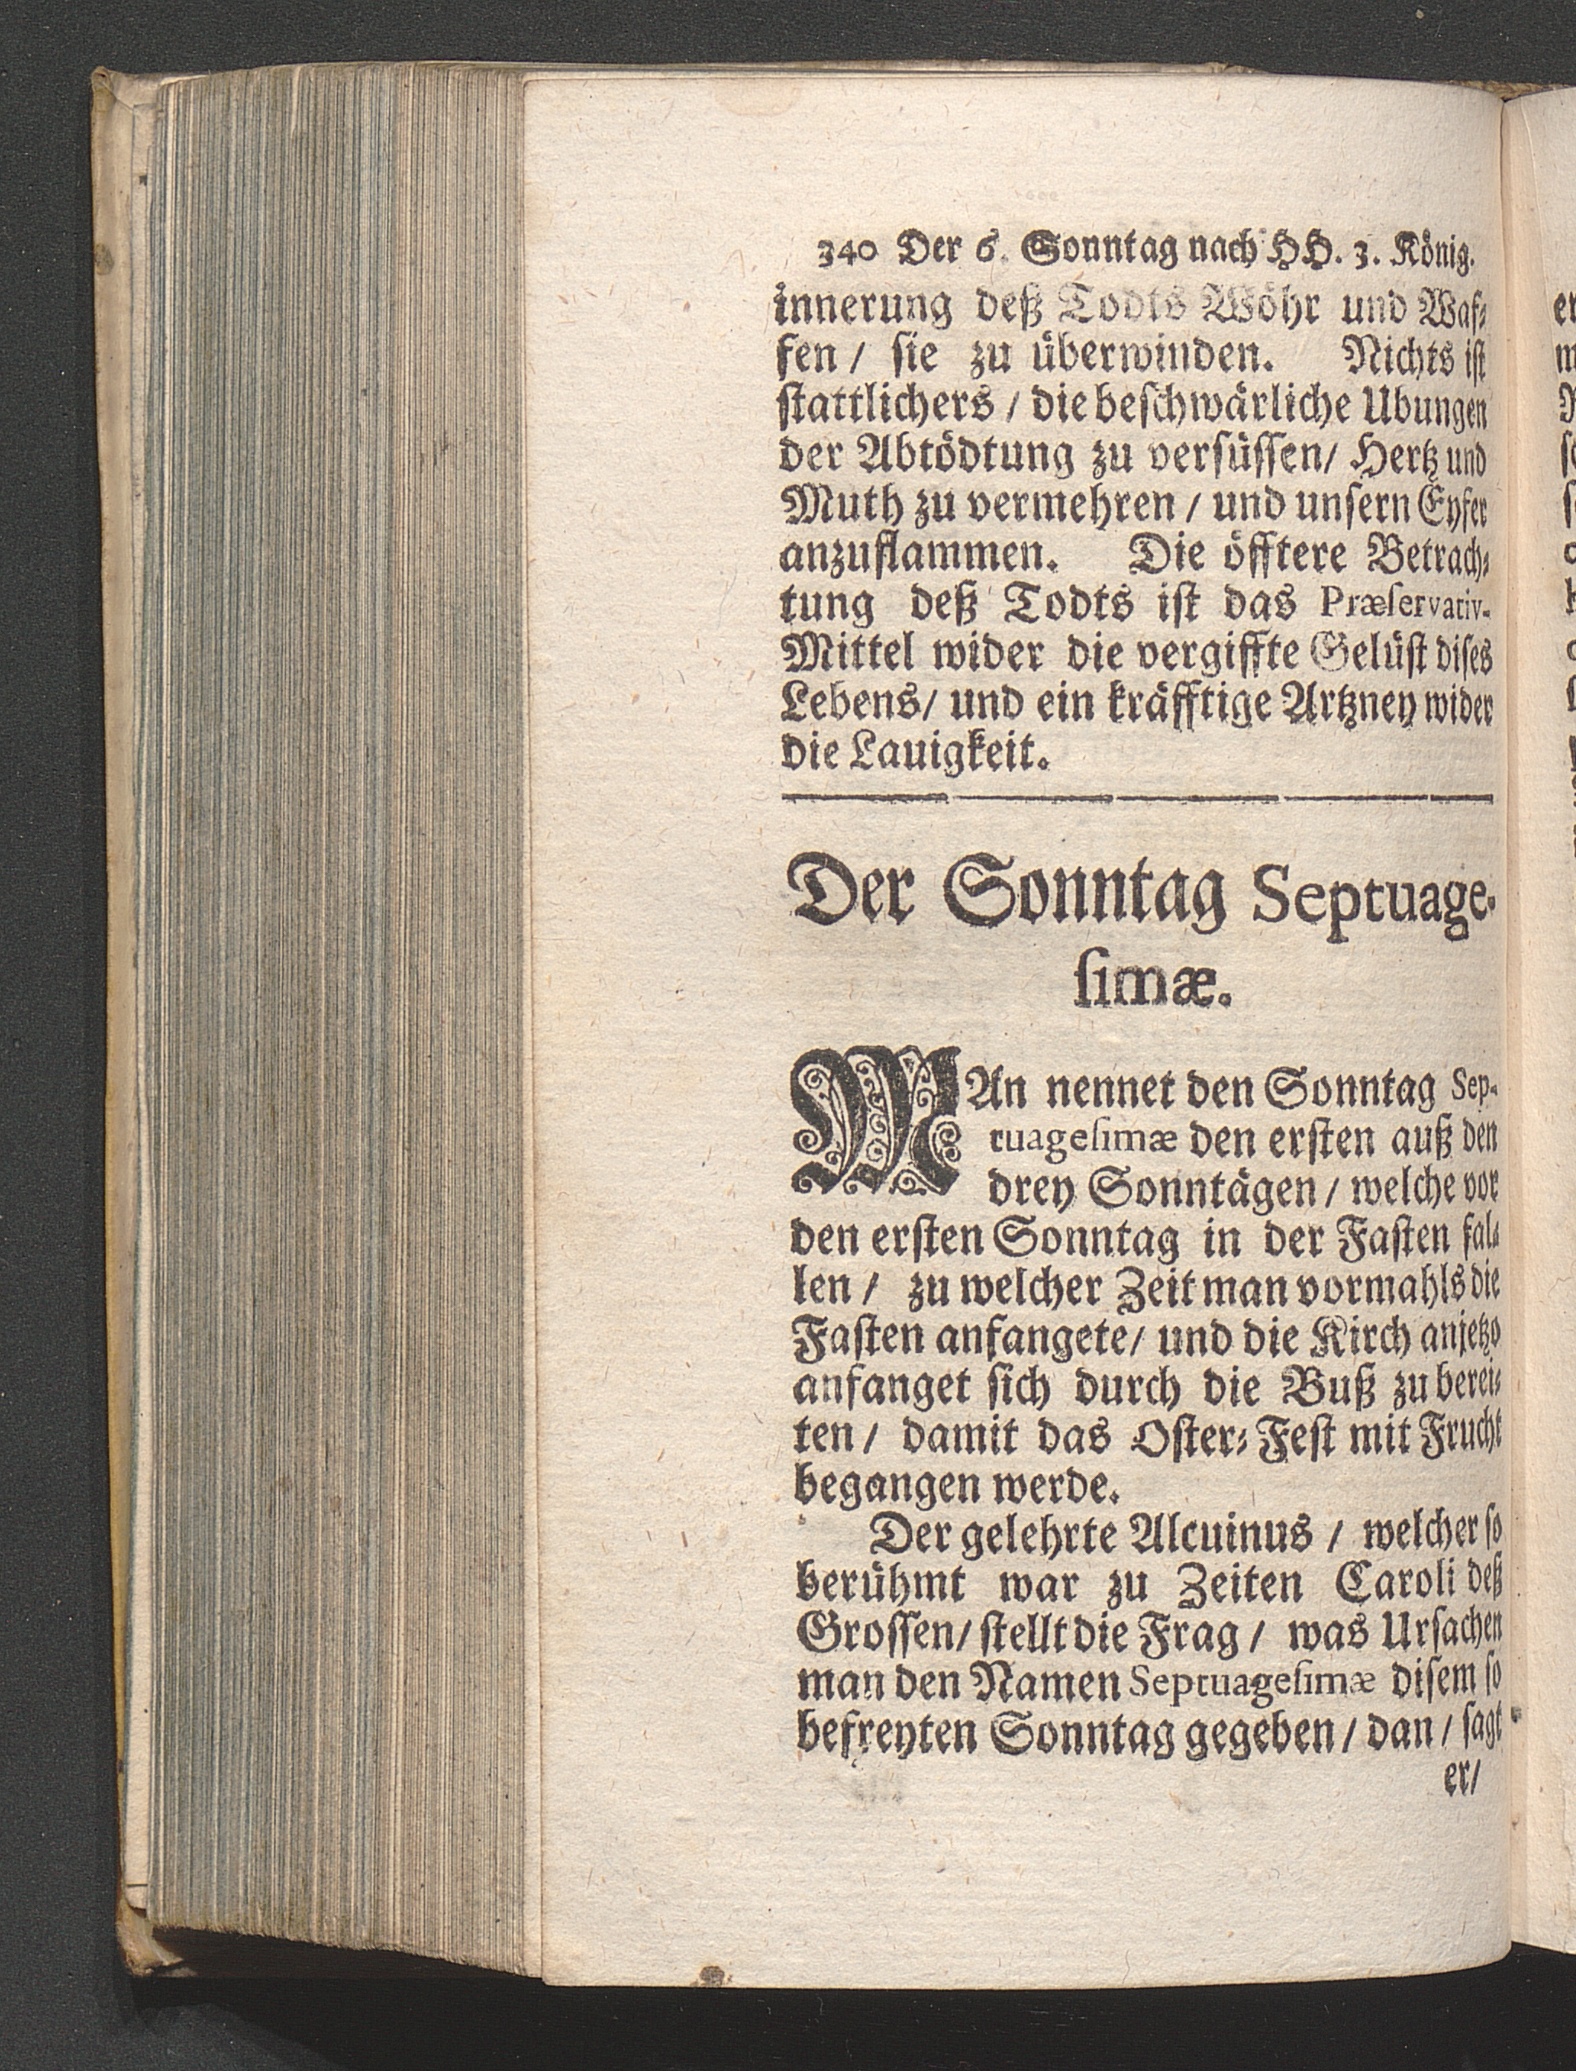 340 Der 6. Sonntag nach HH. 3. König.
innerung deß Todts Wöhr und Waf-
fen / sie zu überwinden. Nichts ist
stattlichers / die beschwärliche Ubungen
der Abtödtung zu versüssen / Hertz und
Muth zu vermehren / und unsern Eyfer
anzuflammen. Die öfftere Betrach-
tung deß Todts ist das Præservativ-
Mittel wider die vergiffte Gelüst dises
Lebens / und ein kräfftige Artzney wider
die Lauigkeit.
Der Sonntag Septuage-
simæ.
MAn nennet den Sonntag Sep-
tuagesimæ den ersten auß den
drey Sonntägen / welche vor
den ersten Sonntag in der Fasten fal-
len / zu welcher Zeit man vormahls die
Fasten anfangete / und die Kirch anjetzo
anfanget sich durch die Buß zu berei-
ten / damit das Oster-Fest mit Frucht
begangen werde.
Der gelehrte Alcuinus / welcher so
berühmt war zu Zeiten Caroli deß
Grossen / stellt die Frag / was Ursachen
man den Namen Septuagesimæ disem so
befreyten Sonntag gegeben / dan / sagt
er /